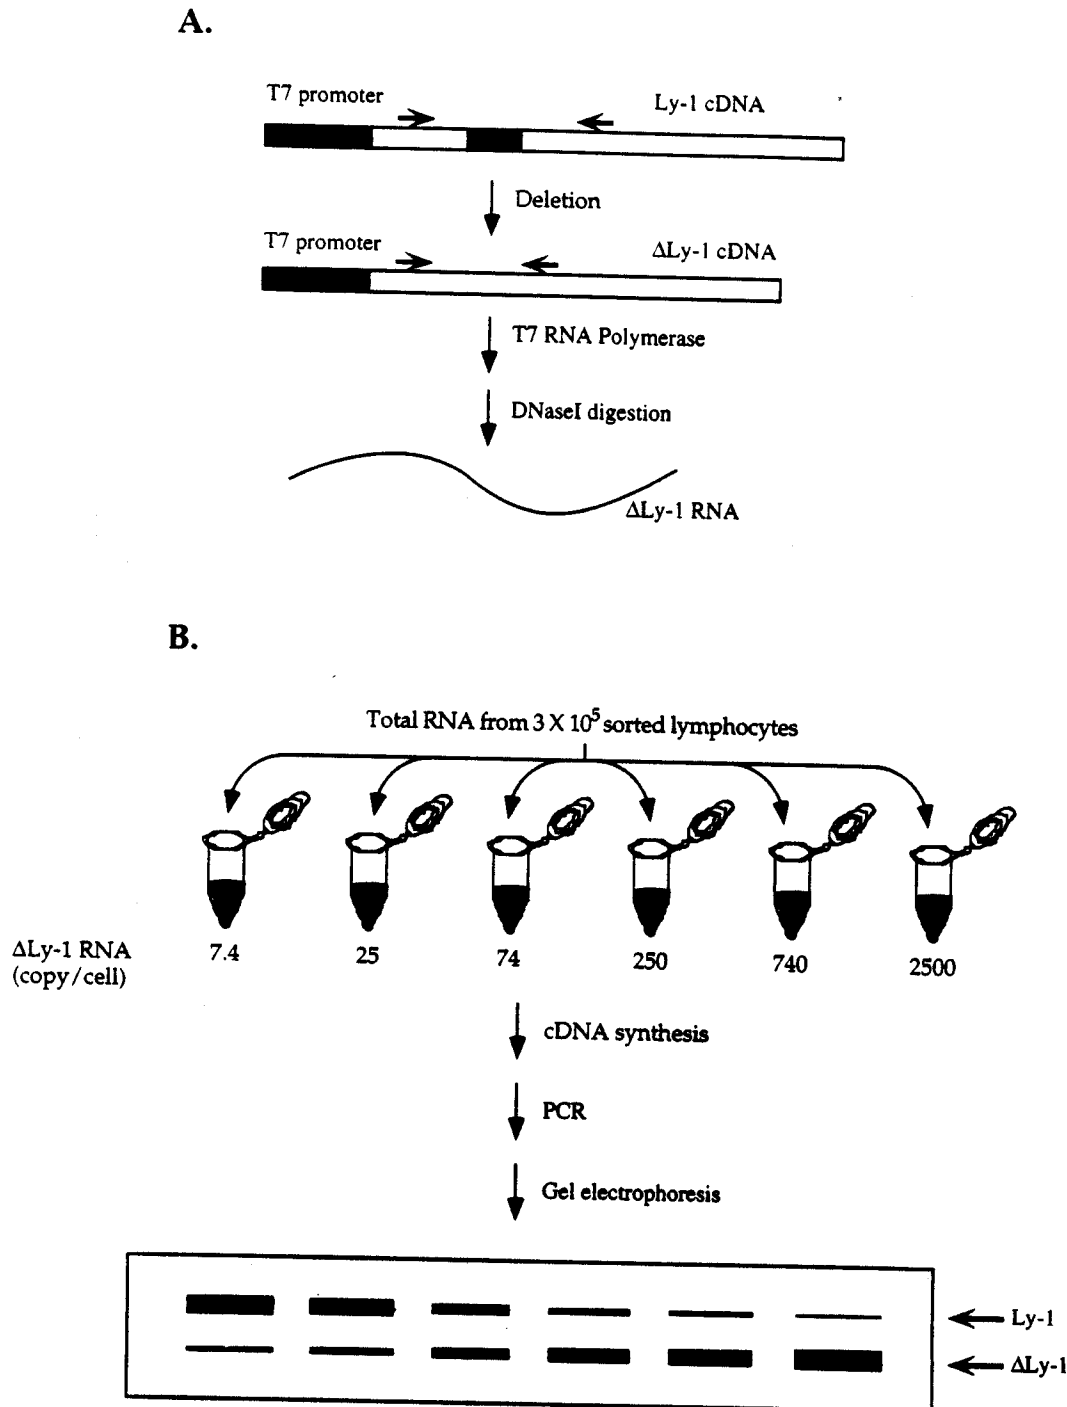 A.
T7 promoter
Ly-1 cDNA
Deletion
T7 promoter
ΔLy-1 cDNA
T7 RNA Polymerase
DNaseI digestion
ΔLy-1 RNA
B.
Total RNA from 3 X 10⁵ sorted lymphocytes
ΔLy-1 RNA
(copy/cell)
7.4 25 74 250 740 2500
cDNA synthesis
PCR
Gel electrophoresis
Ly-1
ΔLy-1